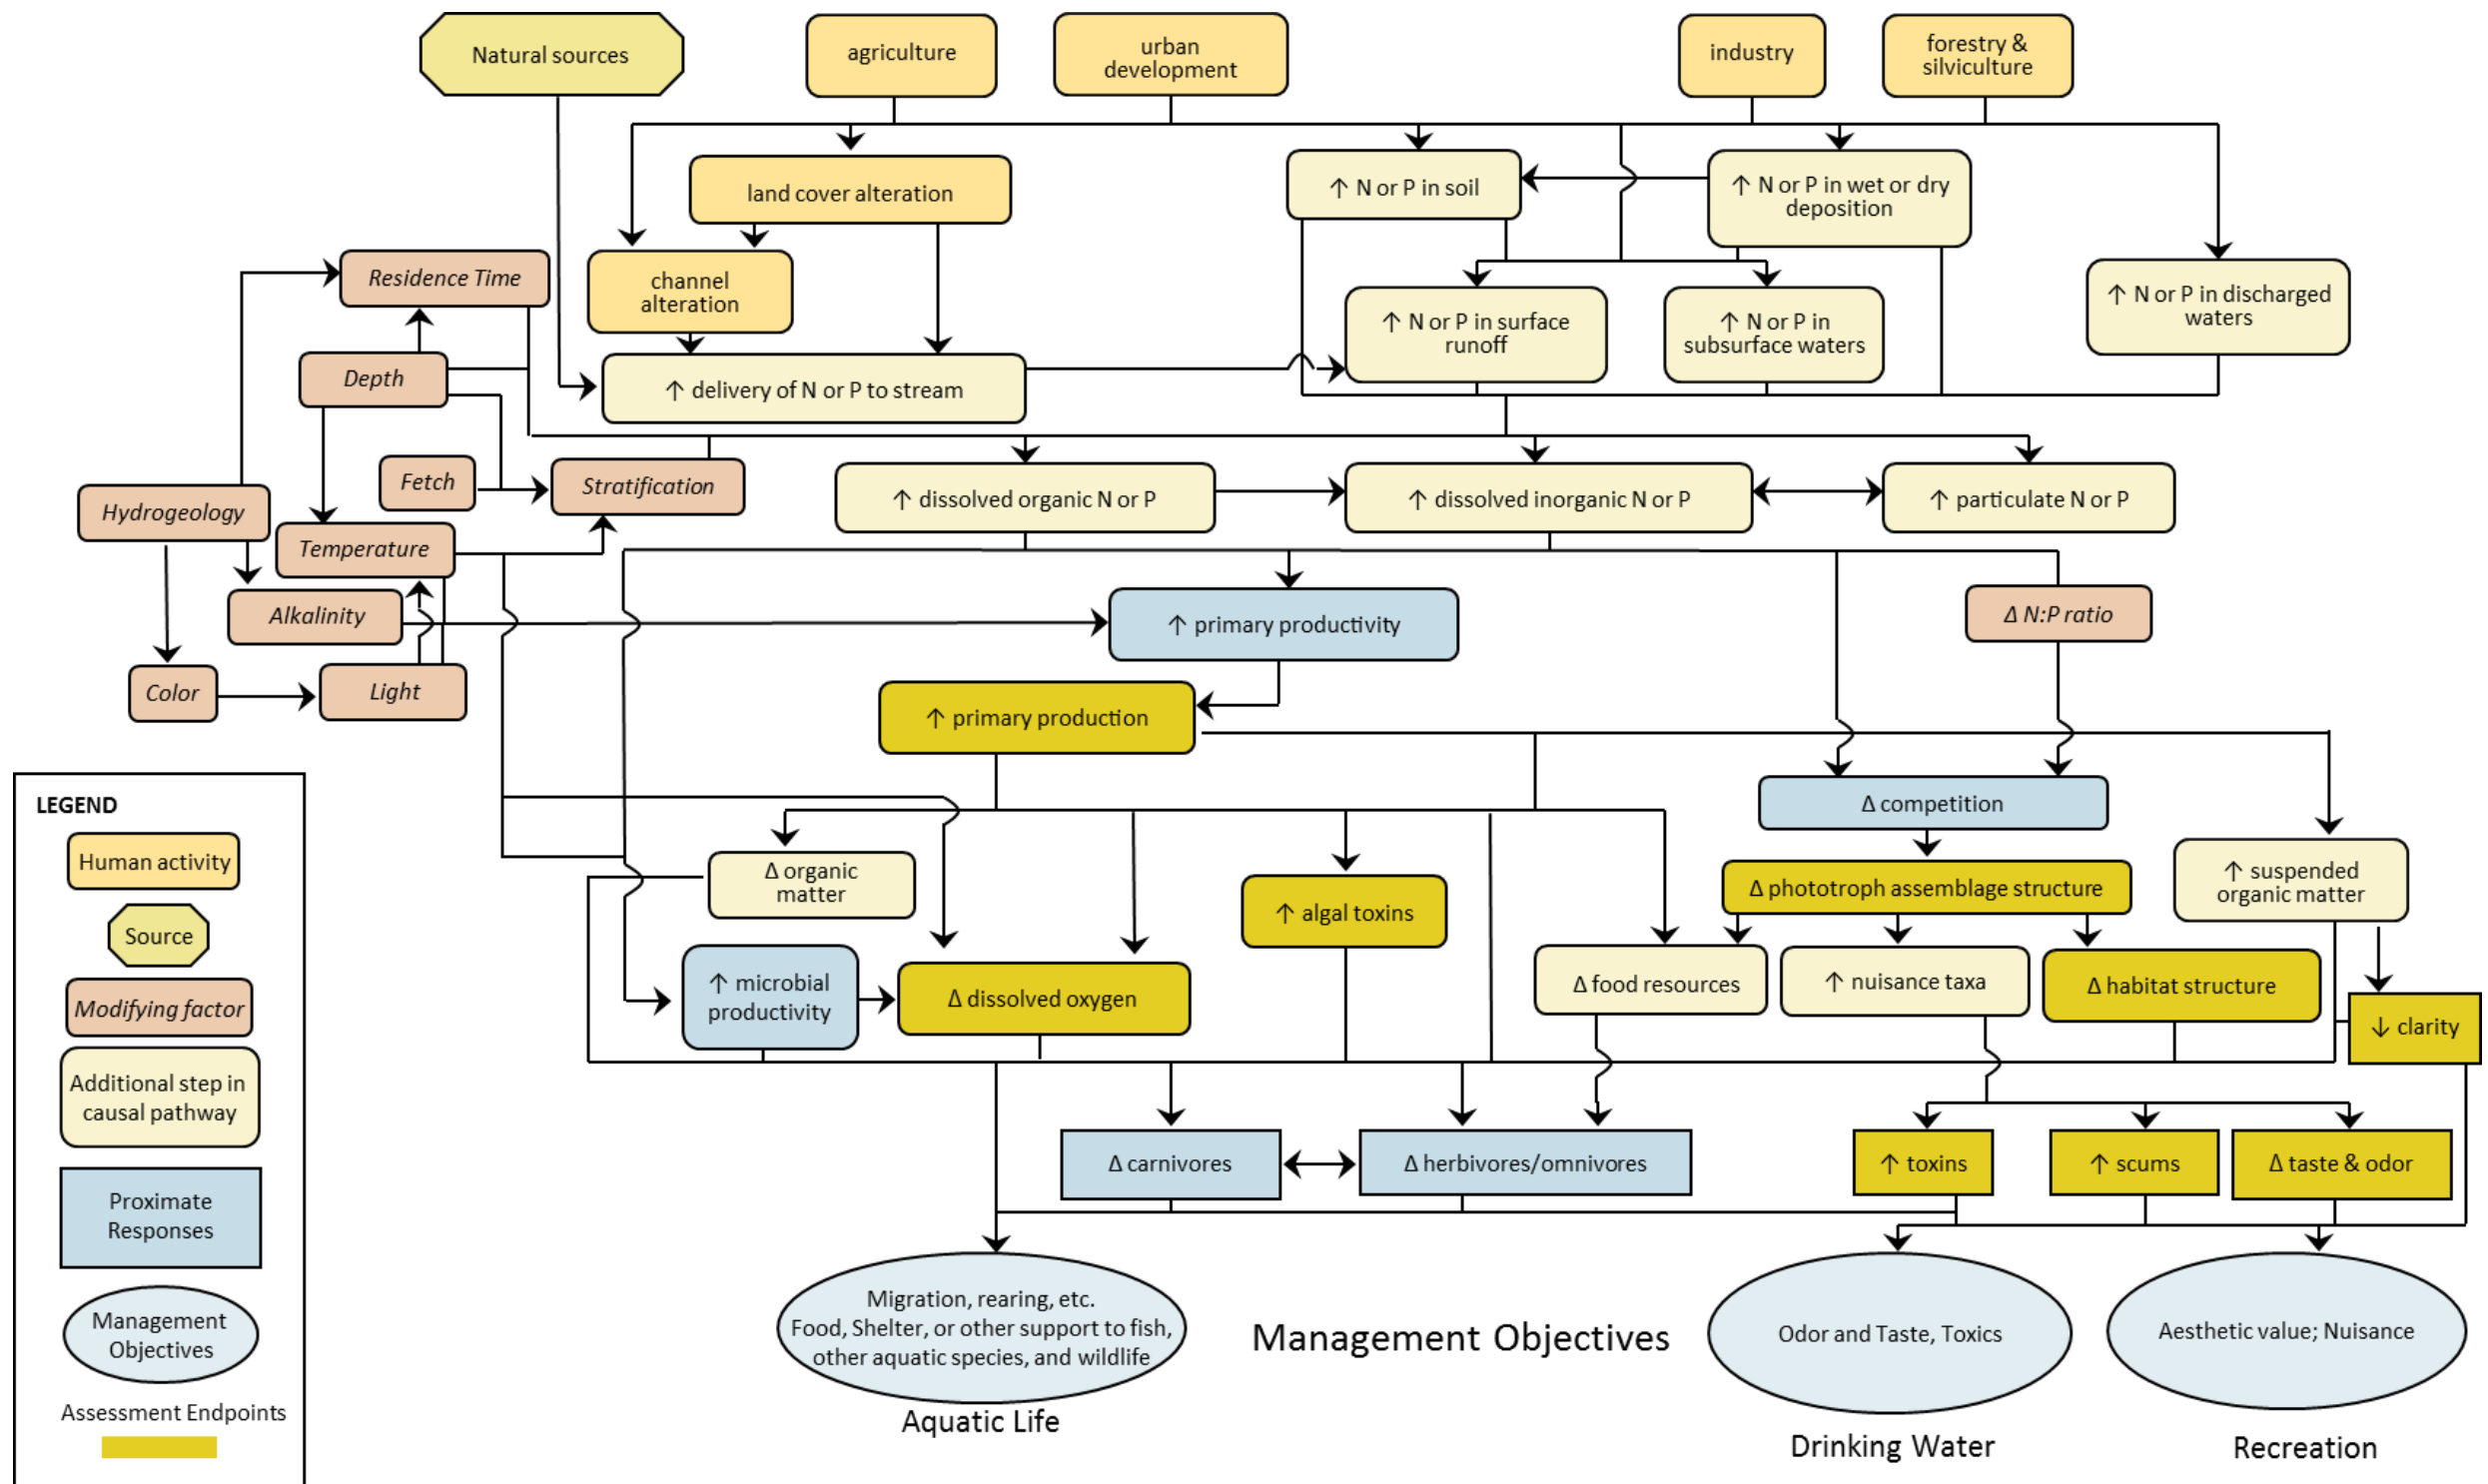 Natural sources
agriculture
urban
development
industry
forestry &
silviculture
land cover alteration
↑ N or P in soil
↑ N or P in wet or dry
deposition
Residence Time
channel
alteration
↑ N or P in discharged
waters
↑ N or P in surface
runoff
↑ N or P in
subsurface waters
Depth
↑ delivery of N or P to stream
Fetch
Stratification
Hydrogeology
↑ dissolved organic N or P
↑ dissolved inorganic N or P
↑ particulate N or P
Temperature
Alkalinity
↑ primary productivity
Δ N:P ratio
Color
Light
↑ primary production
LEGEND
Human activity
Source
Modifying factor
Additional step in
causal pathway
Proximate
Responses
Management
Objectives
Assessment Endpoints
Δ competition
Δ organic
matter
↑ algal toxins
Δ phototroph assemblage structure
↑ suspended
organic matter
↑ microbial
productivity
Δ dissolved oxygen
Δ food resources
↑ nuisance taxa
Δ habitat structure
↓ clarity
Δ carnivores
Δ herbivores/omnivores
↑ toxins
↑ scums
Δ taste & odor
Migration, rearing, etc.
Food, Shelter, or other support to fish,
other aquatic species, and wildlife
Management Objectives
Odor and Taste, Toxics
Aesthetic value; Nuisance
Aquatic Life
Drinking Water
Recreation